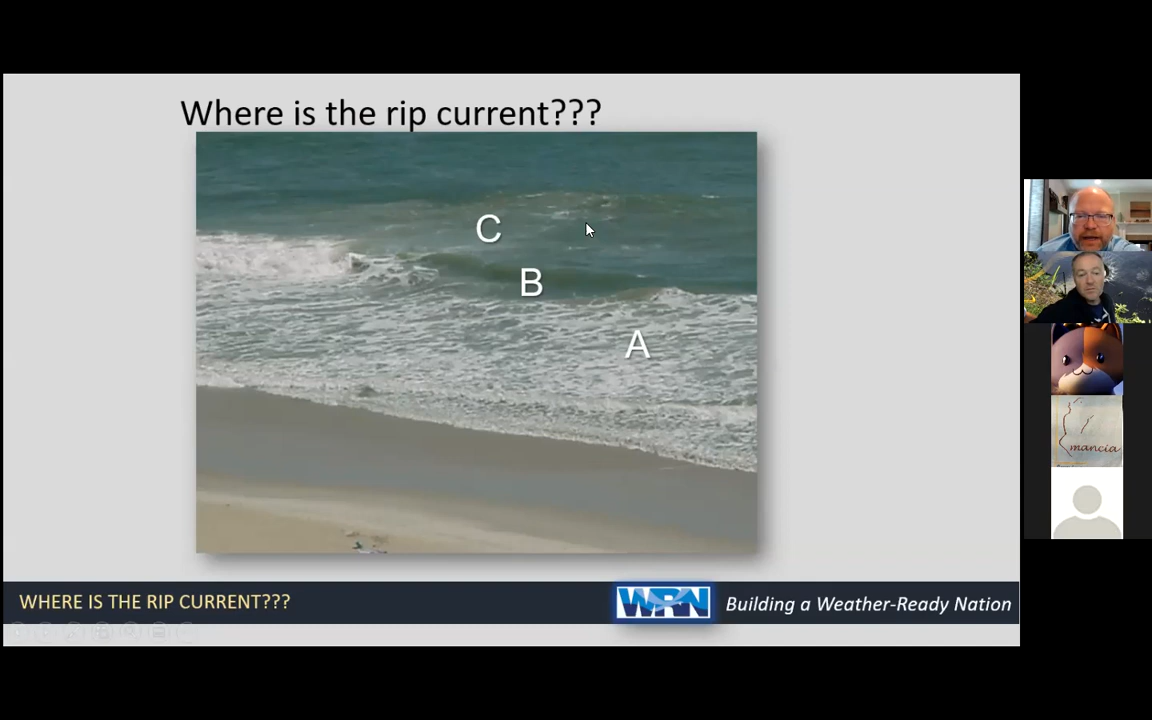 Where is the rip current???
C
B
A
mancia
WHERE IS THE RIP CURRENT???
WRN
Building a Weather-Ready Nation